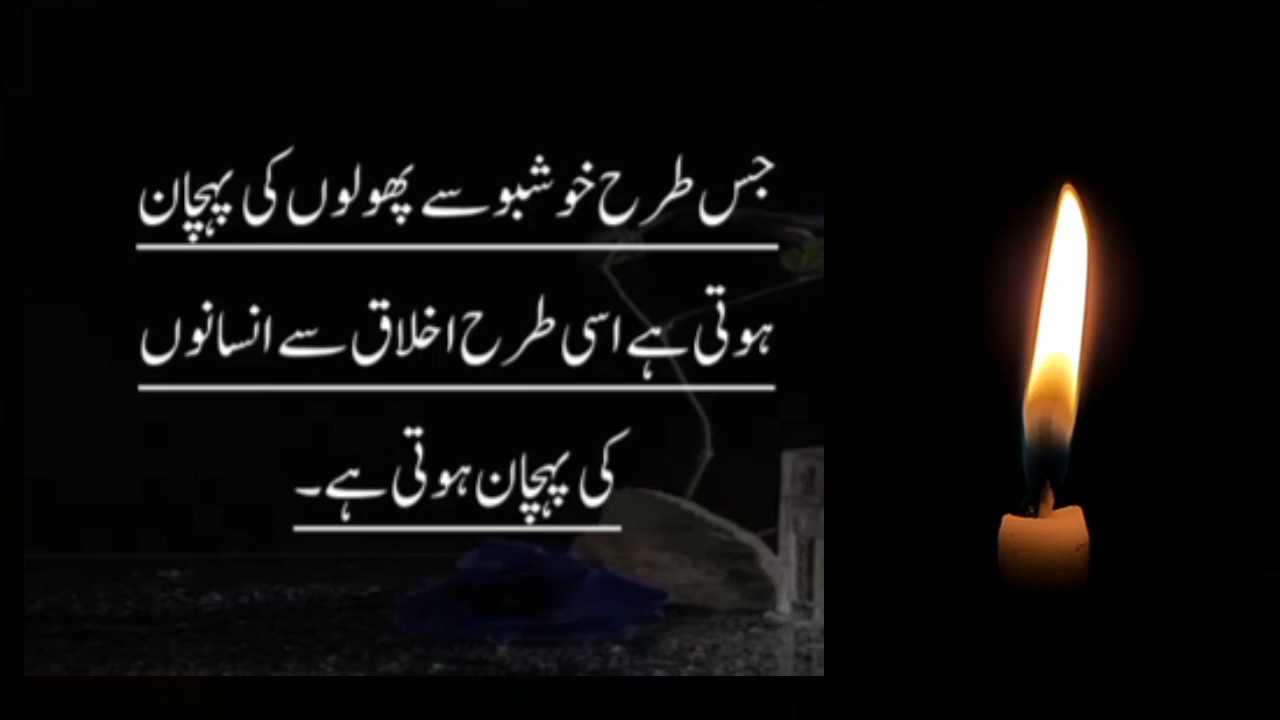 جس طرح خوشبو سے پھولوں کی پہچان
ہوتی ہے اسی طرح اخلاق سے انسانوں
کی پہچان ہوتی ہے۔